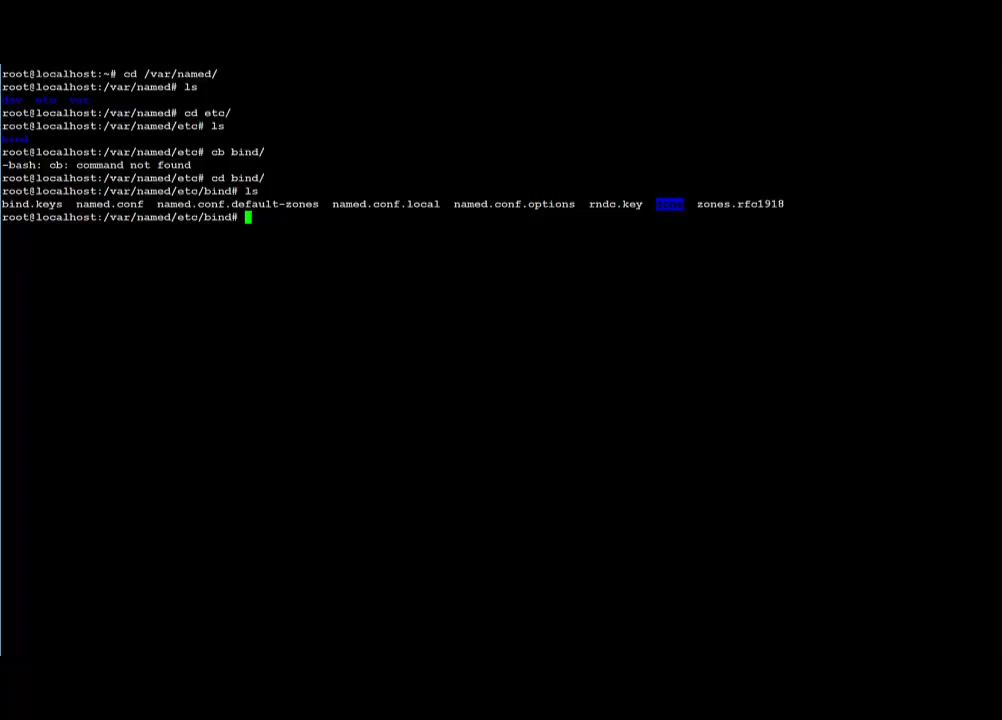 root@localhost:~# cd /var/named/
root@localhost:/var/named# ls
dev  etc  var
root@localhost:/var/named# cd etc/
root@localhost:/var/named/etc# ls
bind
root@localhost:/var/named/etc# cb bind/
-bash: cb: command not found
root@localhost:/var/named/etc# cd bind/
root@localhost:/var/named/etc/bind# ls
bind.keys  named.conf  named.conf.default-zones  named.conf.local  named.conf.options  rndc.key  zone  zones.rfc1918
root@localhost:/var/named/etc/bind#